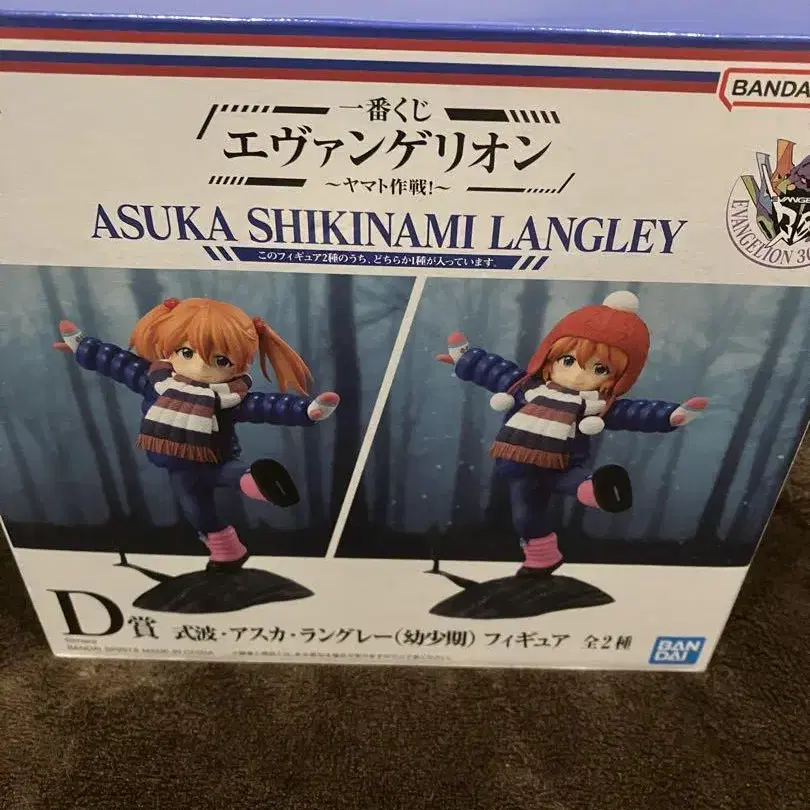 BANDA
一番くじ
エヴァンゲリオン
～ヤマト作戦!～
ASUKA SHIKINAMI LANGLEY
このフィギュア2種のうち、どちらか1種が入っています。
EVANGELION 30
D賞 式波・アスカ・ラングレー(幼少期) フィギュア 全2種
BAN
DAI